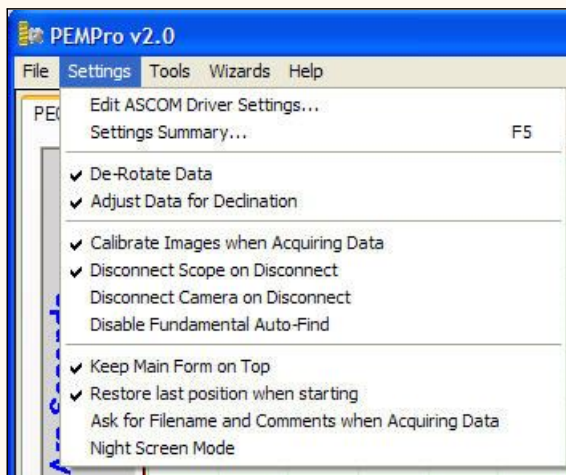 PEMPro v2.0
File Settings Tools Wizards Help
Edit ASCOM Driver Settings...
Settings Summary... F5
De-Rotate Data
Adjust Data for Declination
Calibrate Images when Acquiring Data
Disconnect Scope on Disconnect
Disconnect Camera on Disconnect
Disable Fundamental Auto-Find
Keep Main Form on Top
Restore last position when starting
Ask for Filename and Comments when Acquiring Data
Night Screen Mode